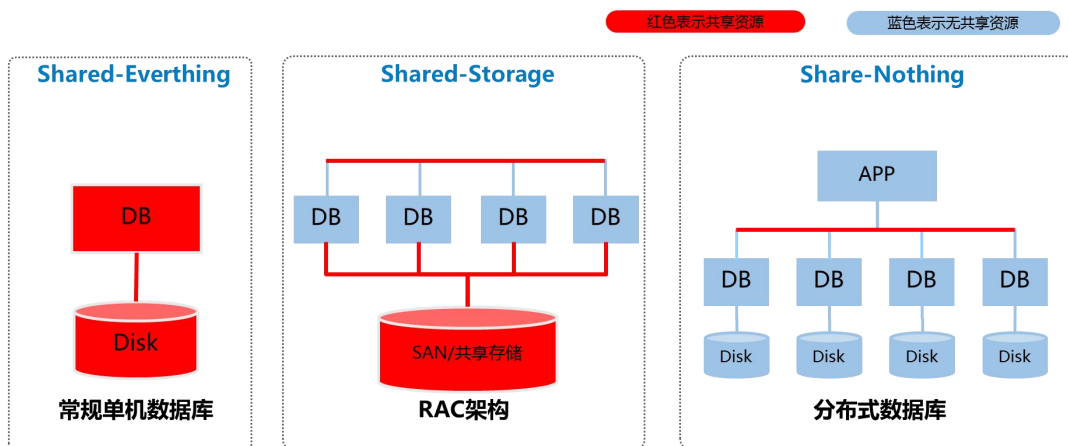 红色表示共享资源
蓝色表示无共享资源
Shared-Everthing
DB
Disk
常规单机数据库
Shared-Storage
DB
DB
DB
DB
SAN/共享存储
RAC架构
Share-Nothing
APP
DB
DB
DB
DB
Disk
Disk
Disk
Disk
分布式数据库